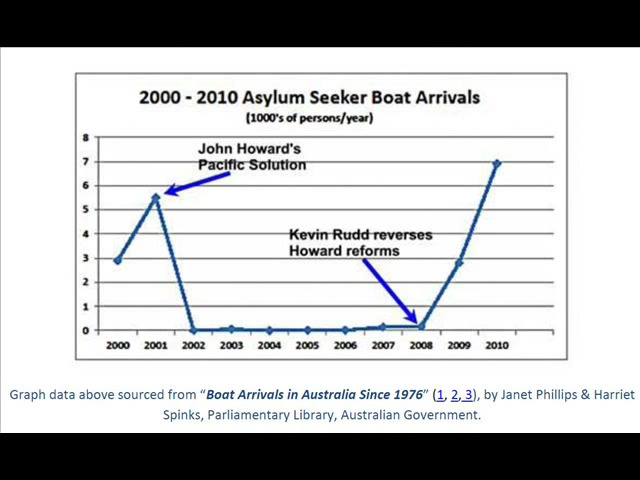 2000 - 2010 Asylum Seeker Boat Arrivals
(1000's of persons/year)
8
7
6
5
4
3
2
1
0
John Howard's
Pacific Solution
Kevin Rudd reverses
Howard reforms
2000 2001 2002 2003 2004 2005 2006 2007 2008 2009 2010
Graph data above sourced from “Boat Arrivals in Australia Since 1976” (1, 2, 3), by Janet Phillips & Harriet
Spinks, Parliamentary Library, Australian Government.